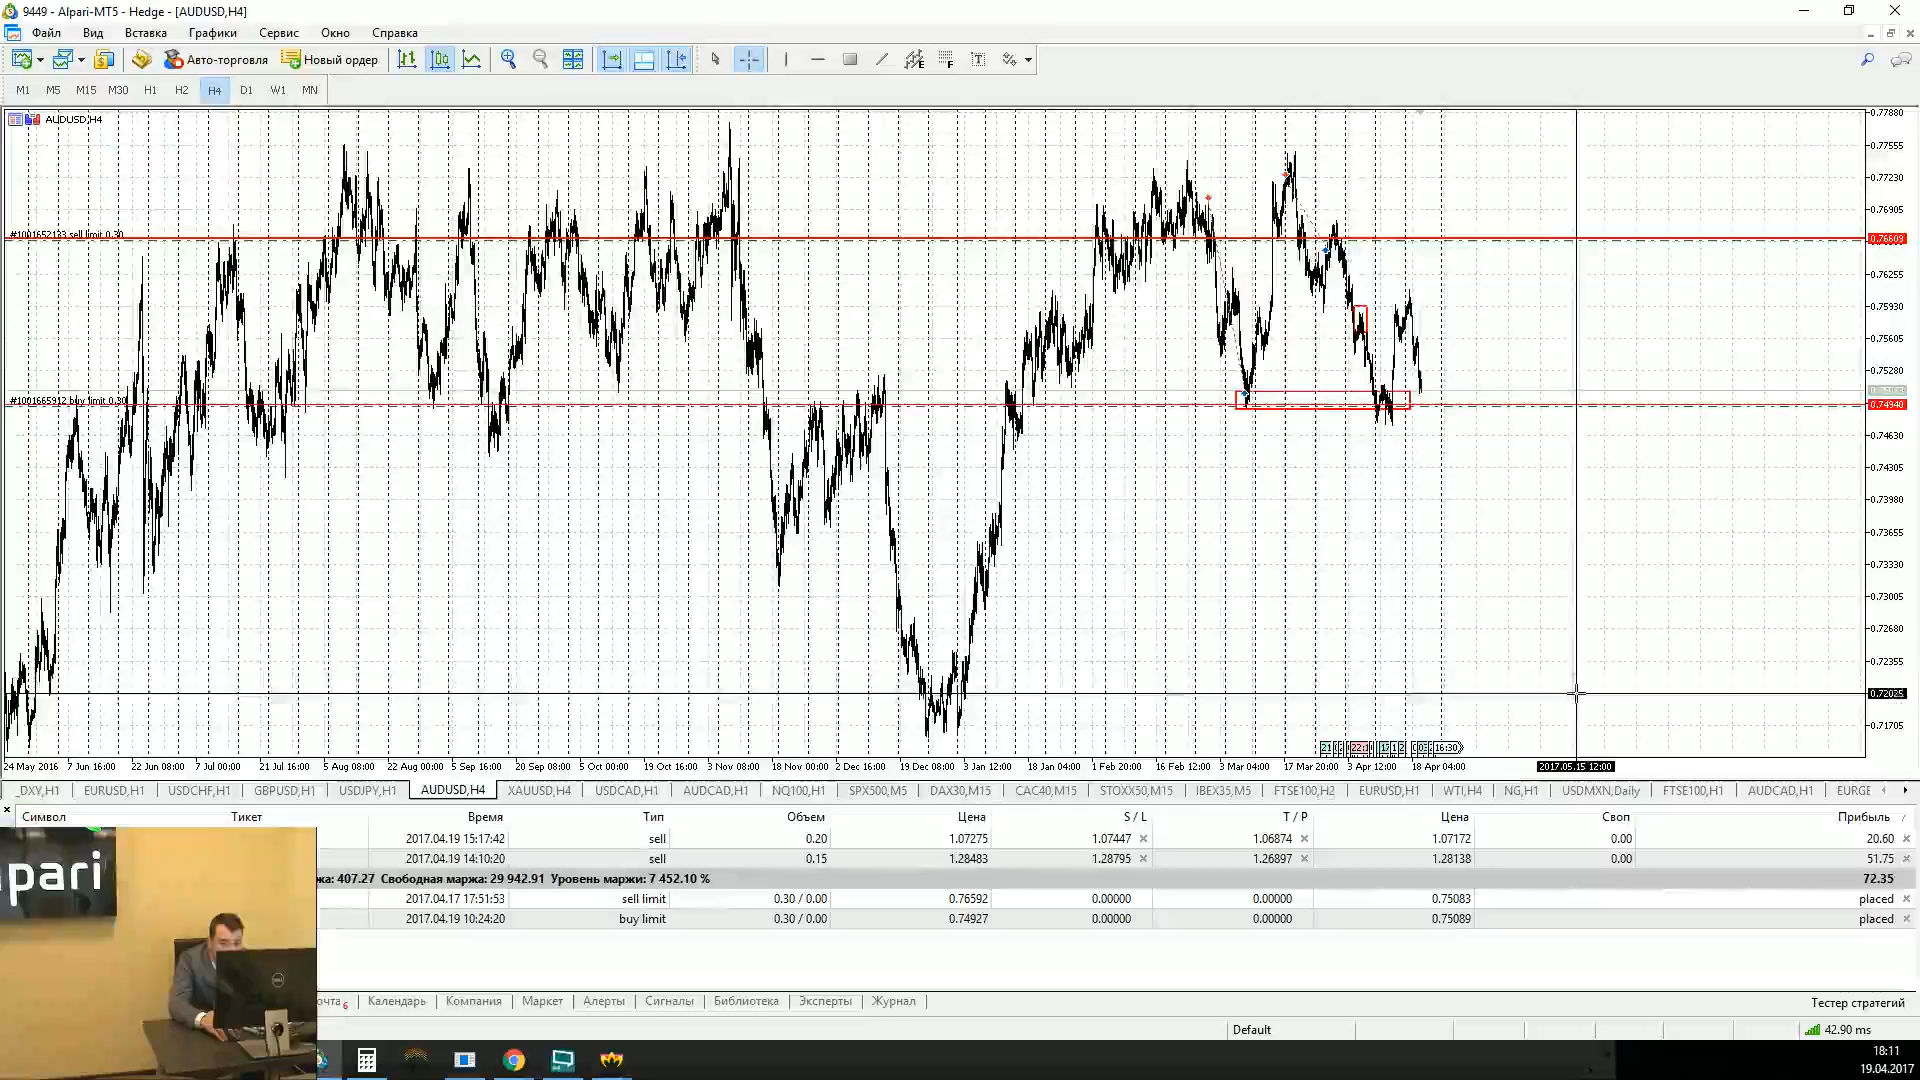 9449 - Alpari-MT5 - Hedge - [AUDUSD,H4]
Файл Вид Вставка Графики Сервис Окно Справка
Авто-торговля Новый ордер
M1 M5 M15 M30 H1 H2 H4 D1 W1 MN
AUDUSD,H4
0.77880
0.77555
0.77230
0.76905
#1001652133 sell limit 0.30
0.76609
0.76255
0.75930
0.75605
0.75280
#1001665912 buy limit 0.30
0.74940
0.74630
0.74305
0.73980
0.73655
0.73330
0.73005
0.72680
0.72355
0.72025
0.71705
16:30
24 May 2016 7 Jun 16:00 22 Jun 08:00 7 Jul 00:00 21 Jul 16:00 5 Aug 08:00 22 Aug 00:00 5 Sep 16:00 20 Sep 08:00 5 Oct 00:00 19 Oct 16:00 3 Nov 08:00 18 Nov 00:00 2 Dec 16:00 19 Dec 08:00 3 Jan 12:00 18 Jan 04:00 1 Feb 20:00 16 Feb 12:00 3 Mar 04:00 17 Mar 20:00 3 Apr 12:00 18 Apr 04:00 2017.05.15 12:00
_DXY,H1 EURUSD,H1 USDCHF,H1 GBPUSD,H1 USDJPY,H1 AUDUSD,H4 XAUUSD,H4 USDCAD,H1 AUDCAD,H1 NQ100,H1 SPX500,M5 DAX30,M15 CAC40,M15 STOXX50,M15 IBEX35,M5 FTSE100,H2 EURUSD,H1 WTI,H4 NG,H1 USDMXN,Daily FTSE100,H1 AUDCAD,H1 EURGE
Символ Тикет Время Тип Объем Цена S / L T / P Цена Своп Прибыль
2017.04.19 15:17:42 sell 0.20 1.07275 1.07447 1.06874 1.07172 0.00 20.60
2017.04.19 14:10:20 sell 0.15 1.28483 1.28795 1.26897 1.28138 0.00 51.75
жа: 407.27 Свободная маржа: 29 942.91 Уровень маржи: 7 452.10 % 72.35
2017.04.17 17:51:53 sell limit 0.30 / 0.00 0.76592 0.00000 0.00000 0.75083 placed
2017.04.19 10:24:20 buy limit 0.30 / 0.00 0.74927 0.00000 0.00000 0.75089 placed
pari
DELL
очта 6 Календарь Компания Маркет Алерты Сигналы Библиотека Эксперты Журнал Тестер стратегий
Default 42.90 ms
18:11
19.04.2017